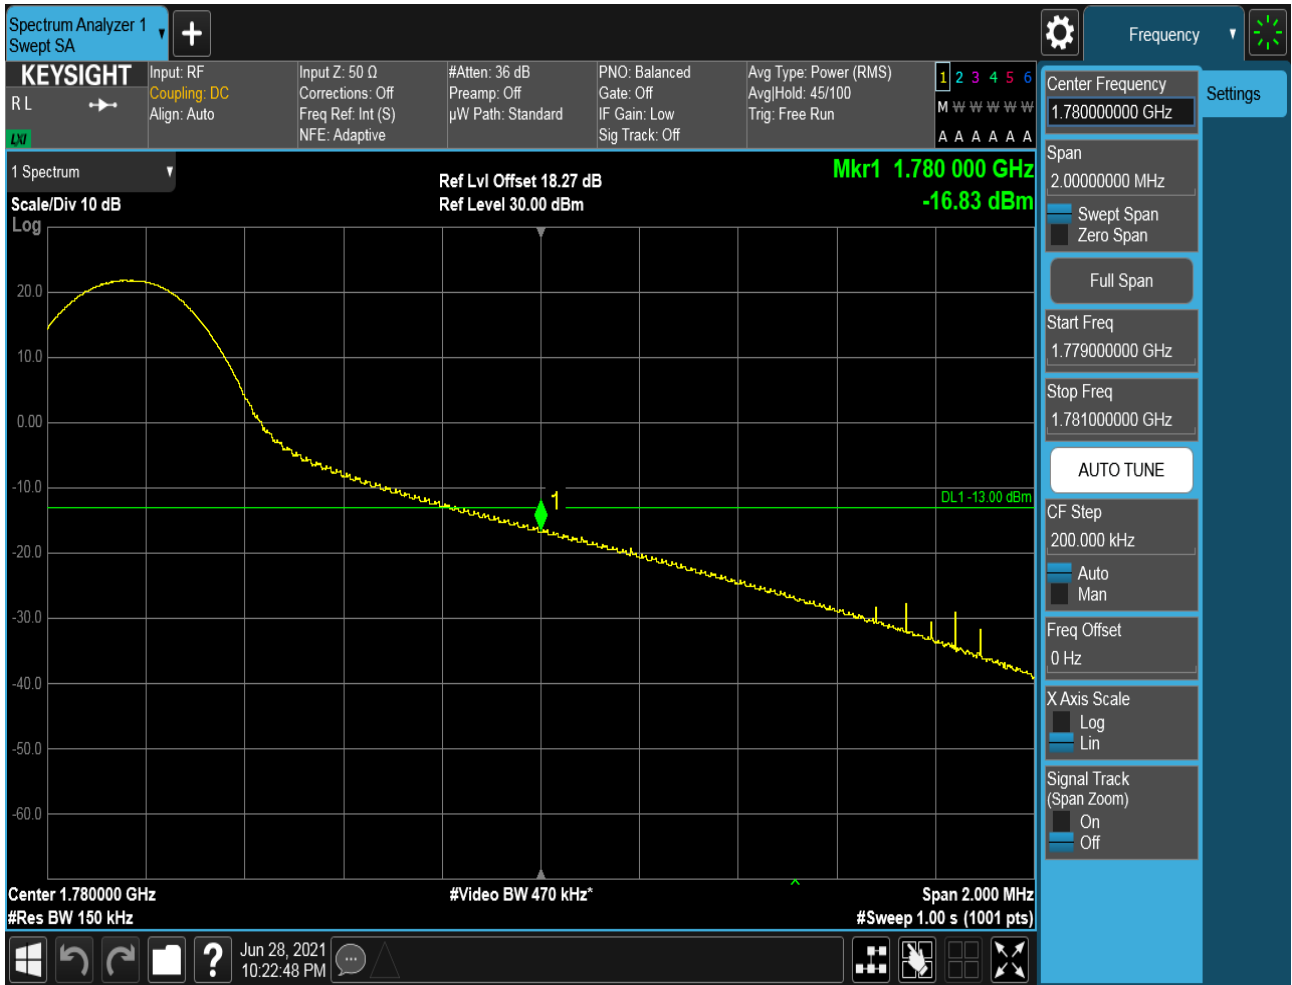 Spectrum Analyzer 1
Swept SA
Frequency
KEYSIGHT
R L
LXI
Input: RF
Coupling: DC
Align: Auto
Input Z: 50 Ω
Corrections: Off
Freq Ref: Int (S)
NFE: Adaptive
#Atten: 36 dB
Preamp: Off
µW Path: Standard
PNO: Balanced
Gate: Off
IF Gain: Low
Sig Track: Off
Avg Type: Power (RMS)
Avg|Hold: 45/100
Trig: Free Run
1 2 3 4 5 6
M W W W W W
A A A A A A
1 Spectrum
Scale/Div 10 dB
Log
Ref Lvl Offset 18.27 dB
Ref Level 30.00 dBm
Mkr1 1.780 000 GHz
-16.83 dBm
20.0
10.0
0.00
-10.0
-20.0
-30.0
-40.0
-50.0
-60.0
1
DL1 -13.00 dBm
Center 1.780000 GHz
#Res BW 150 kHz
#Video BW 470 kHz*
Span 2.000 MHz
#Sweep 1.00 s (1001 pts)
Jun 28, 2021
10:22:48 PM
?
Center Frequency
1.780000000 GHz
Settings
Span
2.00000000 MHz
Swept Span
Zero Span
Full Span
Start Freq
1.779000000 GHz
Stop Freq
1.781000000 GHz
AUTO TUNE
CF Step
200.000 kHz
Auto
Man
Freq Offset
0 Hz
X Axis Scale
Log
Lin
Signal Track
(Span Zoom)
On
Off